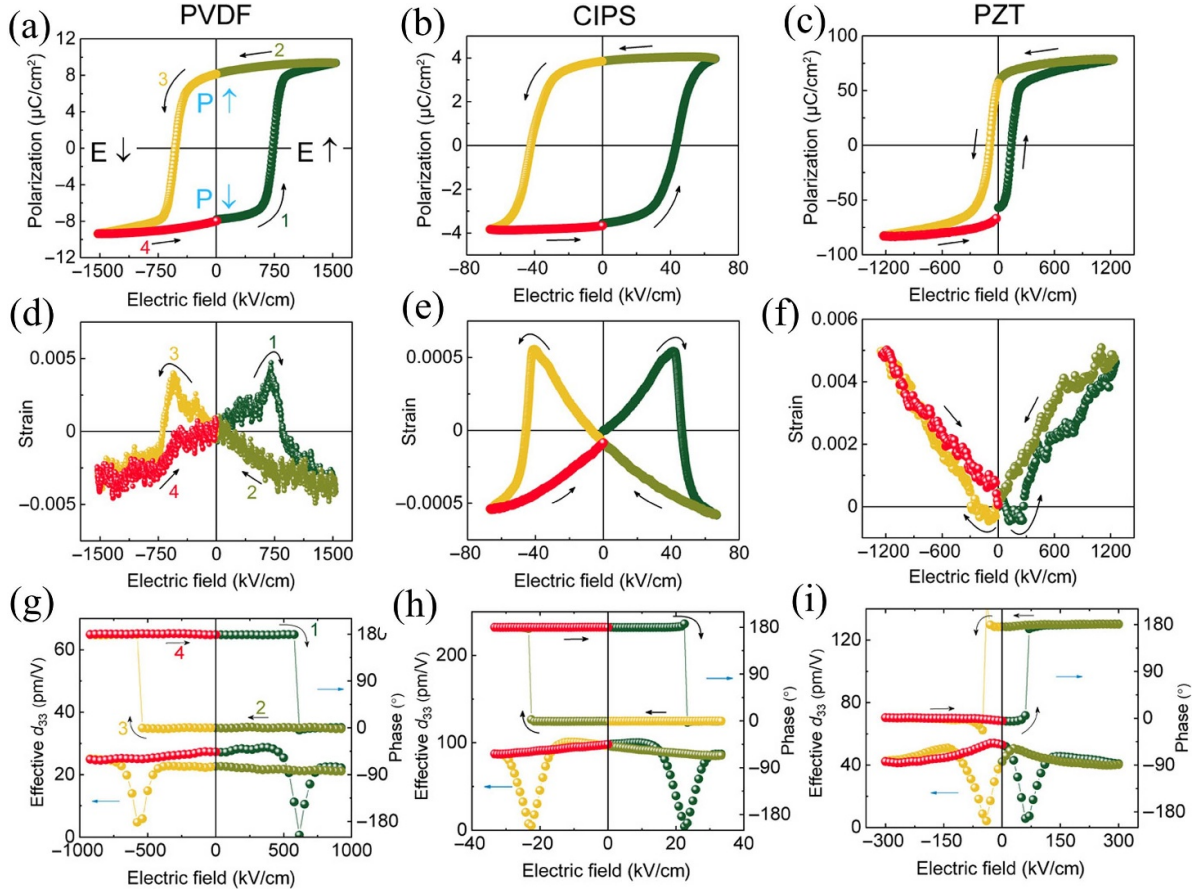 PVDF
CIPS
PZT
(a)
Polarization (μC/cm²)
12
8
4
0
−4
−8
−12
−1500
−750
0
750
1500
Electric field (kV/cm)
E ↓
E ↑
P ↑
P ↓
1
2
3
4
(b)
Polarization (μC/cm²)
4
2
0
−2
−4
−80
−40
0
40
80
Electric field (kV/cm)
(c)
Polarization (μC/cm²)
100
50
0
−50
−100
−1200
−600
0
600
1200
Electric field (kV/cm)
(d)
Strain
0.005
0
−0.005
−1500
−750
0
750
1500
Electric field (kV/cm)
1
2
3
4
(e)
Strain
0.0005
0
−0.0005
−80
−40
0
40
80
Electric field (kV/cm)
(f)
Strain
0.006
0.004
0.002
0
−1200
−600
0
600
1200
Electric field (kV/cm)
(g)
Effective d₃₃ (pm/V)
60
40
20
0
−1000
−500
0
500
1000
Electric field (kV/cm)
Phase (°)
180
90
0
−90
−180
1
2
3
4
(h)
Effective d₃₃ (pm/V)
200
100
0
−40
−20
0
20
40
Electric field (kV/cm)
Phase (°)
180
90
0
−90
−180
(i)
Effective d₃₃ (pm/V)
120
80
40
0
−300
−150
0
150
300
Electric field (kV/cm)
Phase (°)
180
90
0
−90
−180